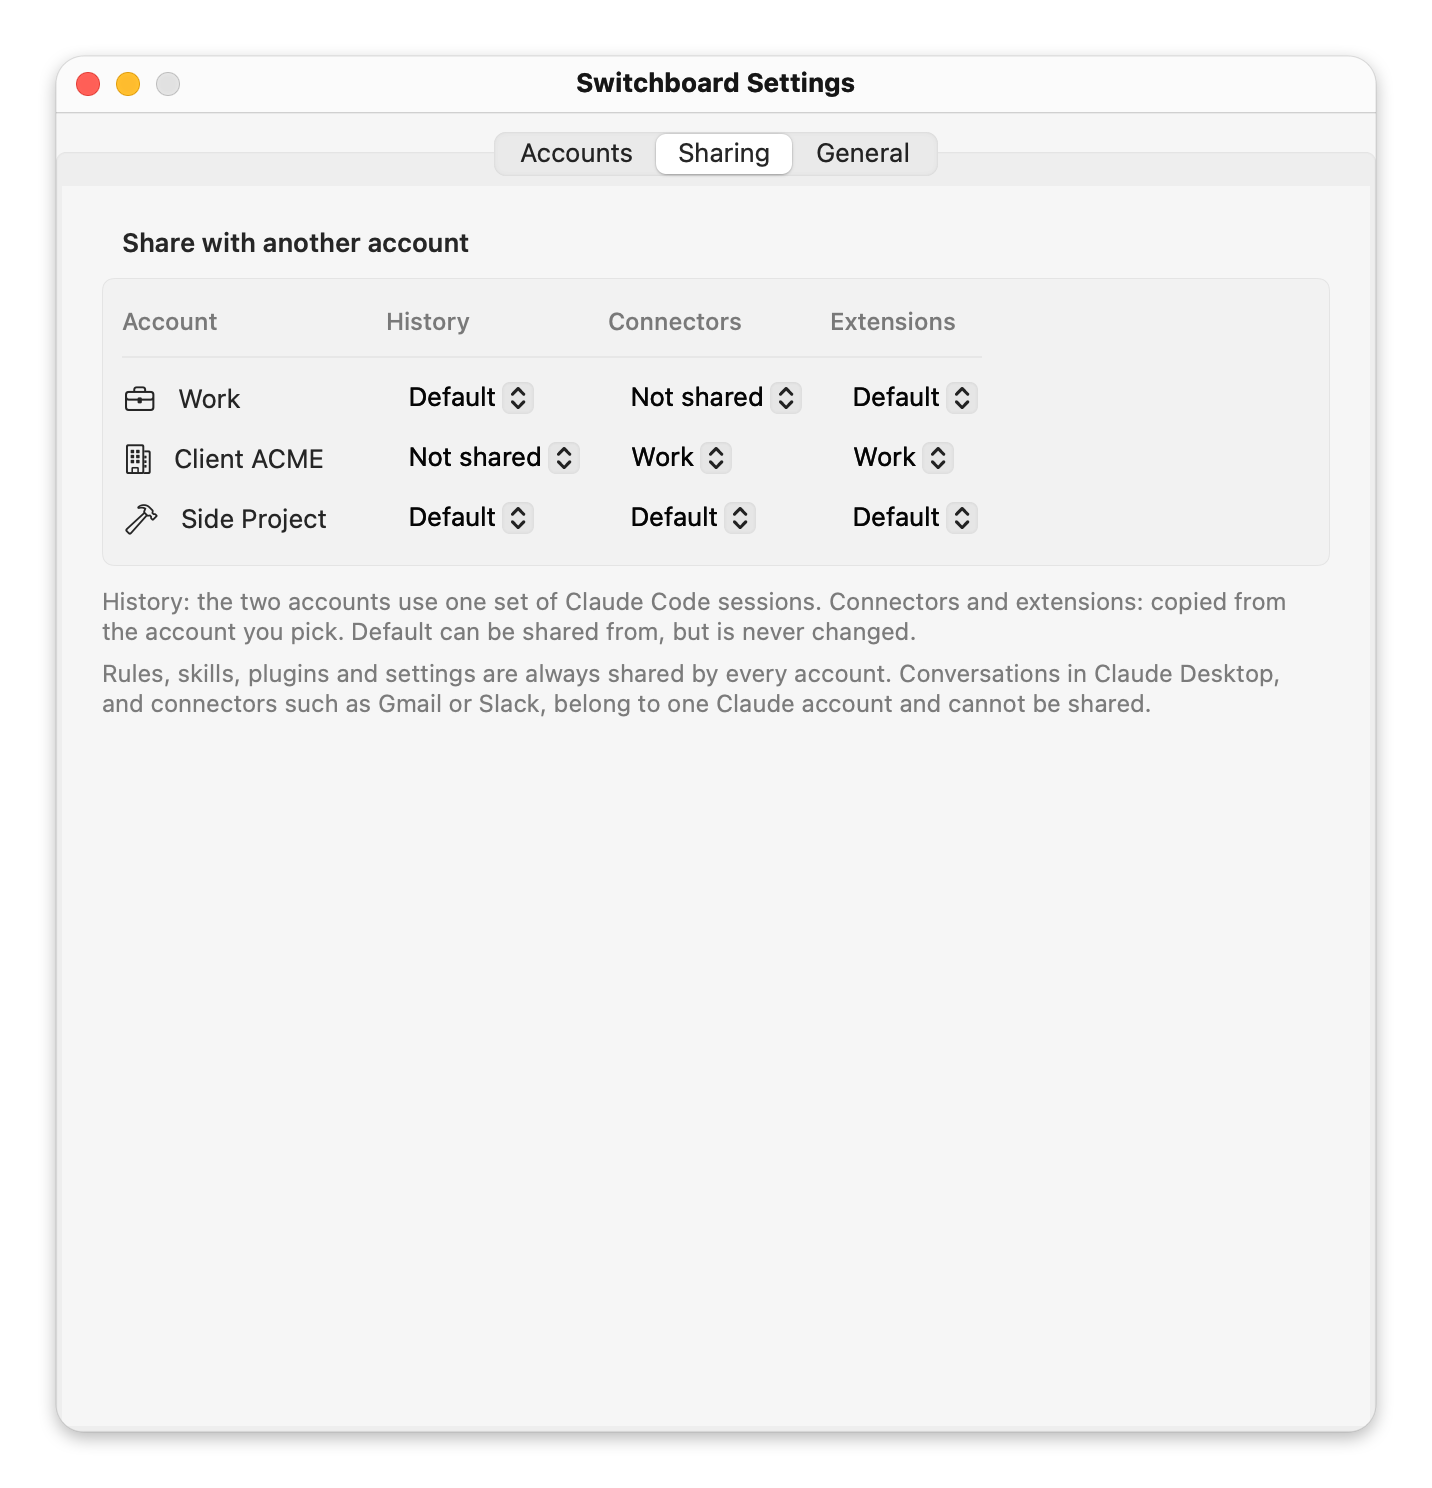 Switchboard Settings
Accounts Sharing General
Share with another account
Account History Connectors Extensions
Work Default Not shared Default
Client ACME Not shared Work Work
Side Project Default Default Default
History: the two accounts use one set of Claude Code sessions. Connectors and extensions: copied from
the account you pick. Default can be shared from, but is never changed.
Rules, skills, plugins and settings are always shared by every account. Conversations in Claude Desktop,
and connectors such as Gmail or Slack, belong to one Claude account and cannot be shared.